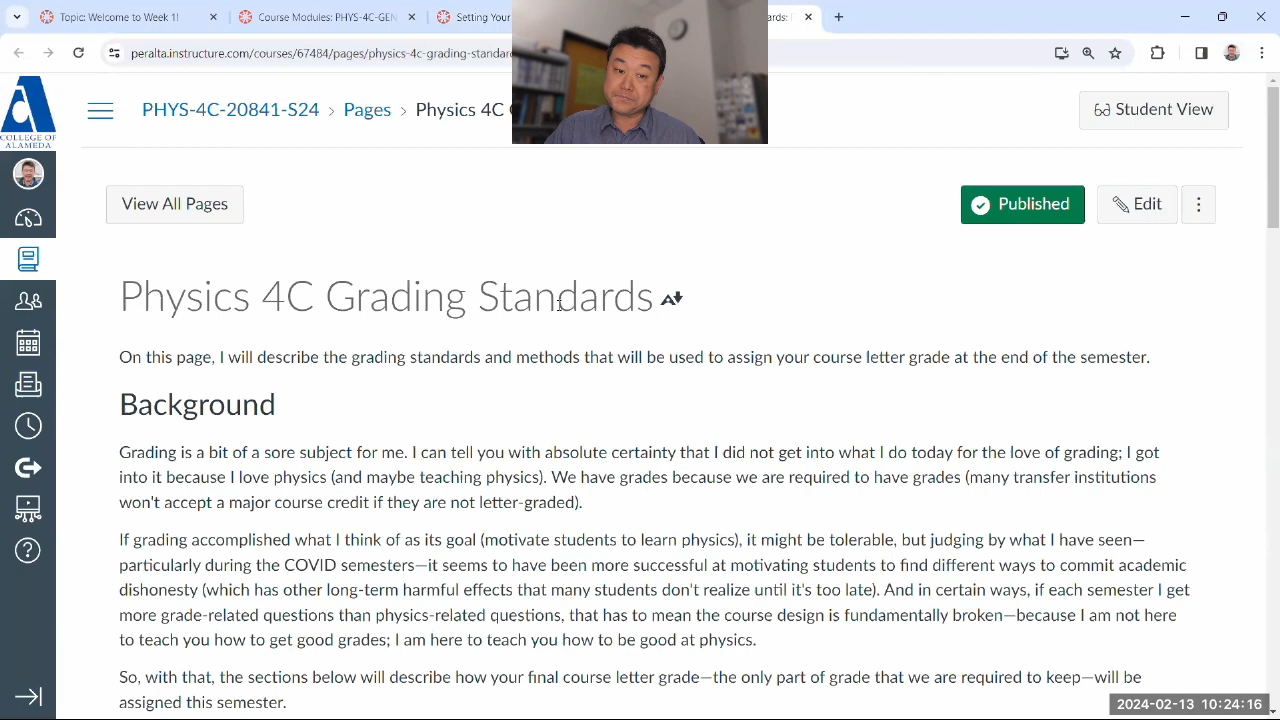 Welcome to Zoom
Course Modules: PHYS-4C-GEN
Setting Your
ards:
peralta.instructure.com/courses/67484/pages/physics-4c-grading-standard
COLLEGE OF
ALAMEDA
PHYS-4C-20841-S24 › Pages › Physics 4C G
Student View
View All Pages
Published
Edit
Physics 4C Grading Standards
On this page, I will describe the grading standards and methods that will be used to assign your course letter grade at the end of the semester.
Background
Grading is a bit of a sore subject for me. I can tell you with absolute certainty that I did not get into what I do today for the love of grading; I got
into it because I love physics (and maybe teaching physics). We have grades because we are required to have grades (many transfer institutions
won't accept a major course credit if they are not letter-graded).
If grading accomplished what I think of as its goal (motivate students to learn physics), it might be tolerable, but judging by what I have seen—
particularly during the COVID semesters—it seems to have been more successful at motivating students to find different ways to commit academic
dishonesty (which has other long-term harmful effects that many students don't realize until it's too late). And in certain ways, if each semester I get
more grade-related questions than physics-related questions, that has to mean the course design is fundamentally broken—because I am not here
to teach you how to get good grades; I am here to teach you how to be good at physics.
So, with that, the sections below will describe how your final course letter grade—the only part of grade that we are required to keep—will be
assigned this semester.
2024-02-13 10:24:16